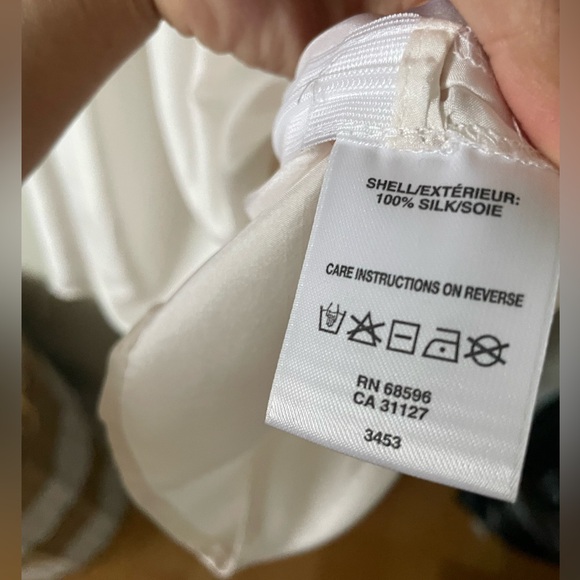 SHELL/EXTÉRIEUR:
100% SILK/SOIE
CARE INSTRUCTIONS ON REVERSE
RN 68596
CA 31127
3453